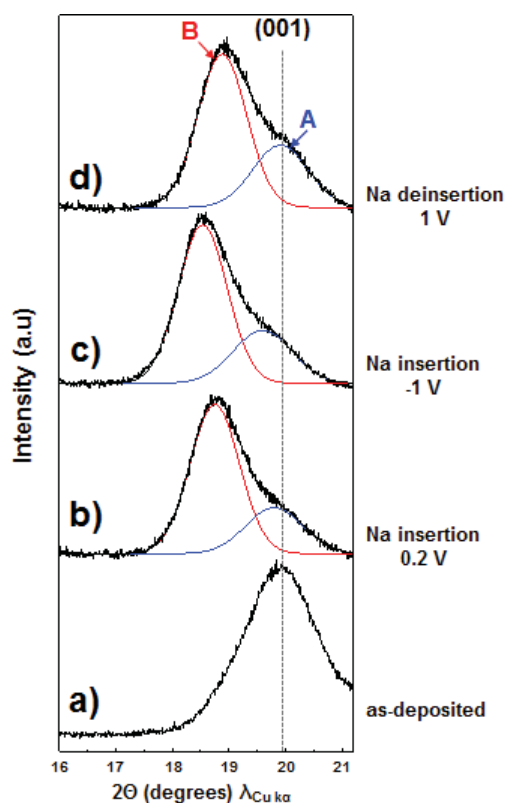 B
(001)
A
d)
Na deinsertion
1 V
c)
Na insertion
-1 V
b)
Na insertion
0.2 V
a)
as-deposited
Intensity (a.u)
16 17 18 19 20 21
2Θ (degrees) λCu kα